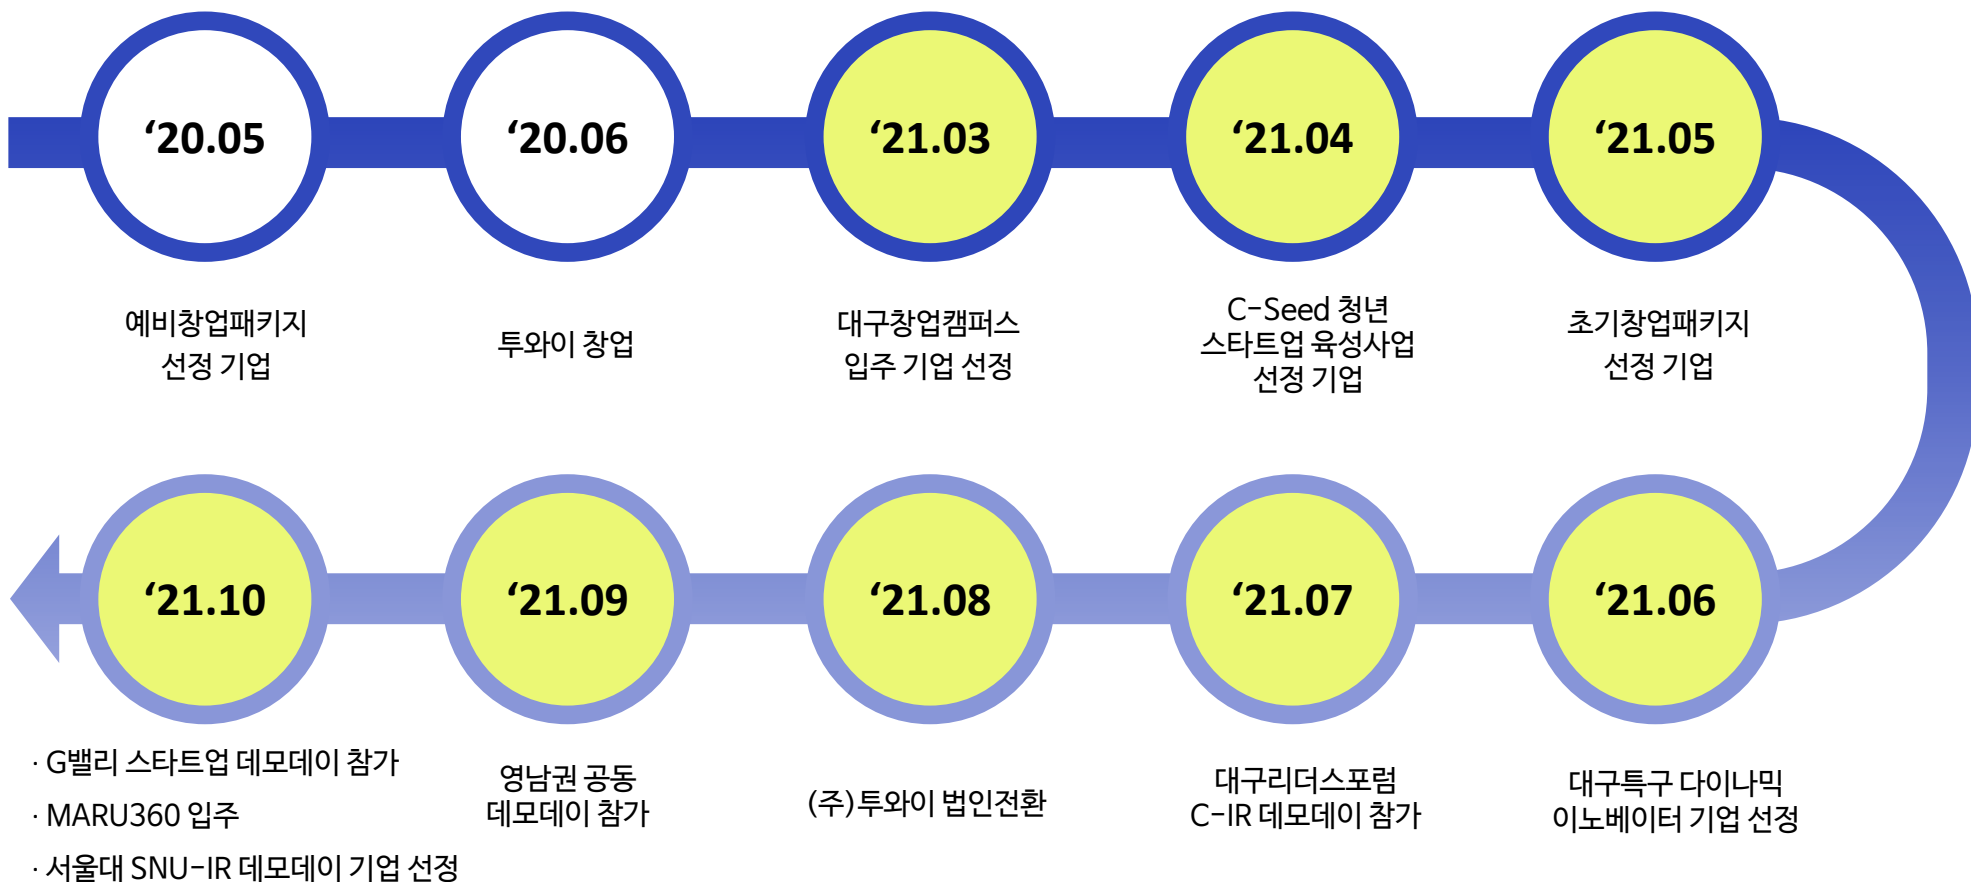 ‘20.05
예비창업패키지
선정 기업
‘20.06
투와이 창업
‘21.03
대구창업캠퍼스
입주 기업 선정
‘21.04
C-Seed 청년
스타트업 육성사업
선정 기업
‘21.05
초기창업패키지
선정 기업
‘21.06
대구특구 다이나믹
이노베이터 기업 선정
‘21.07
대구리더스포럼
C-IR 데모데이 참가
‘21.08
(주)투와이 법인전환
‘21.09
영남권 공동
데모데이 참가
‘21.10
· G밸리 스타트업 데모데이 참가
· MARU360 입주
· 서울대 SNU-IR 데모데이 기업 선정